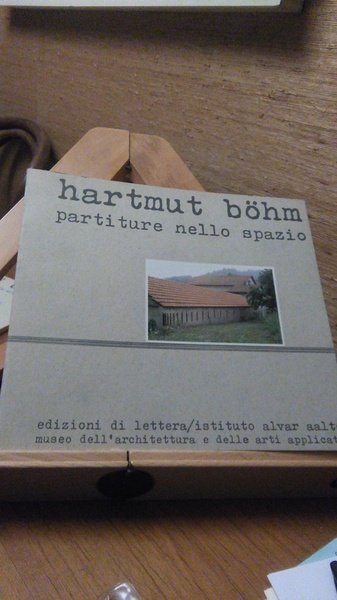 hartmut böhm
partiture nello spazio
edizioni di lettera/istituto alvar aalt
museo dell'architettura e delle arti applicat